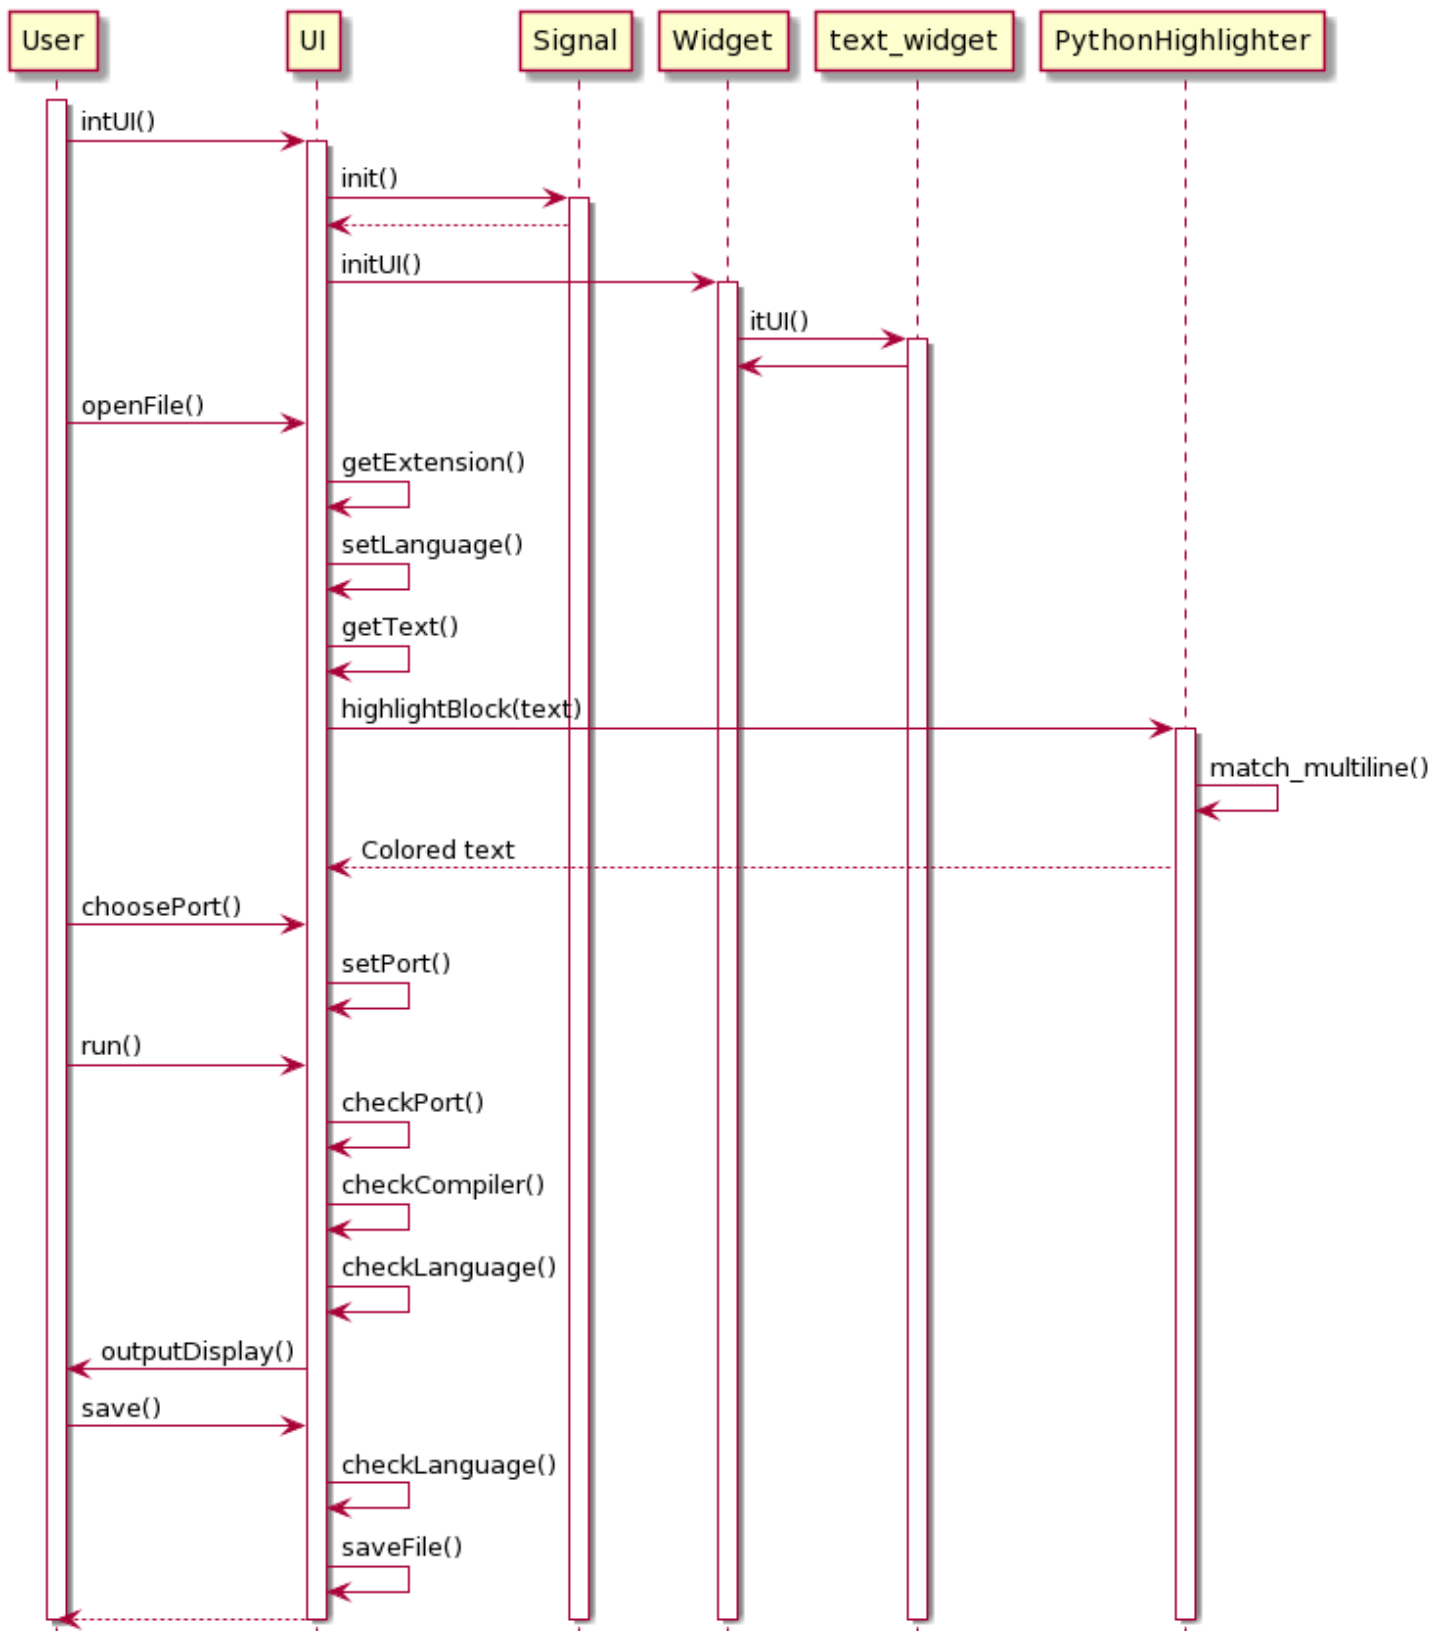 User UI Signal Widget text_widget PythonHighlighter
intUI()
init()
initUI()
itUI()
openFile()
getExtension()
setLanguage()
getText()
highlightBlock(text)
match_multiline()
Colored text
choosePort()
setPort()
run()
checkPort()
checkCompiler()
checkLanguage()
outputDisplay()
save()
checkLanguage()
saveFile()